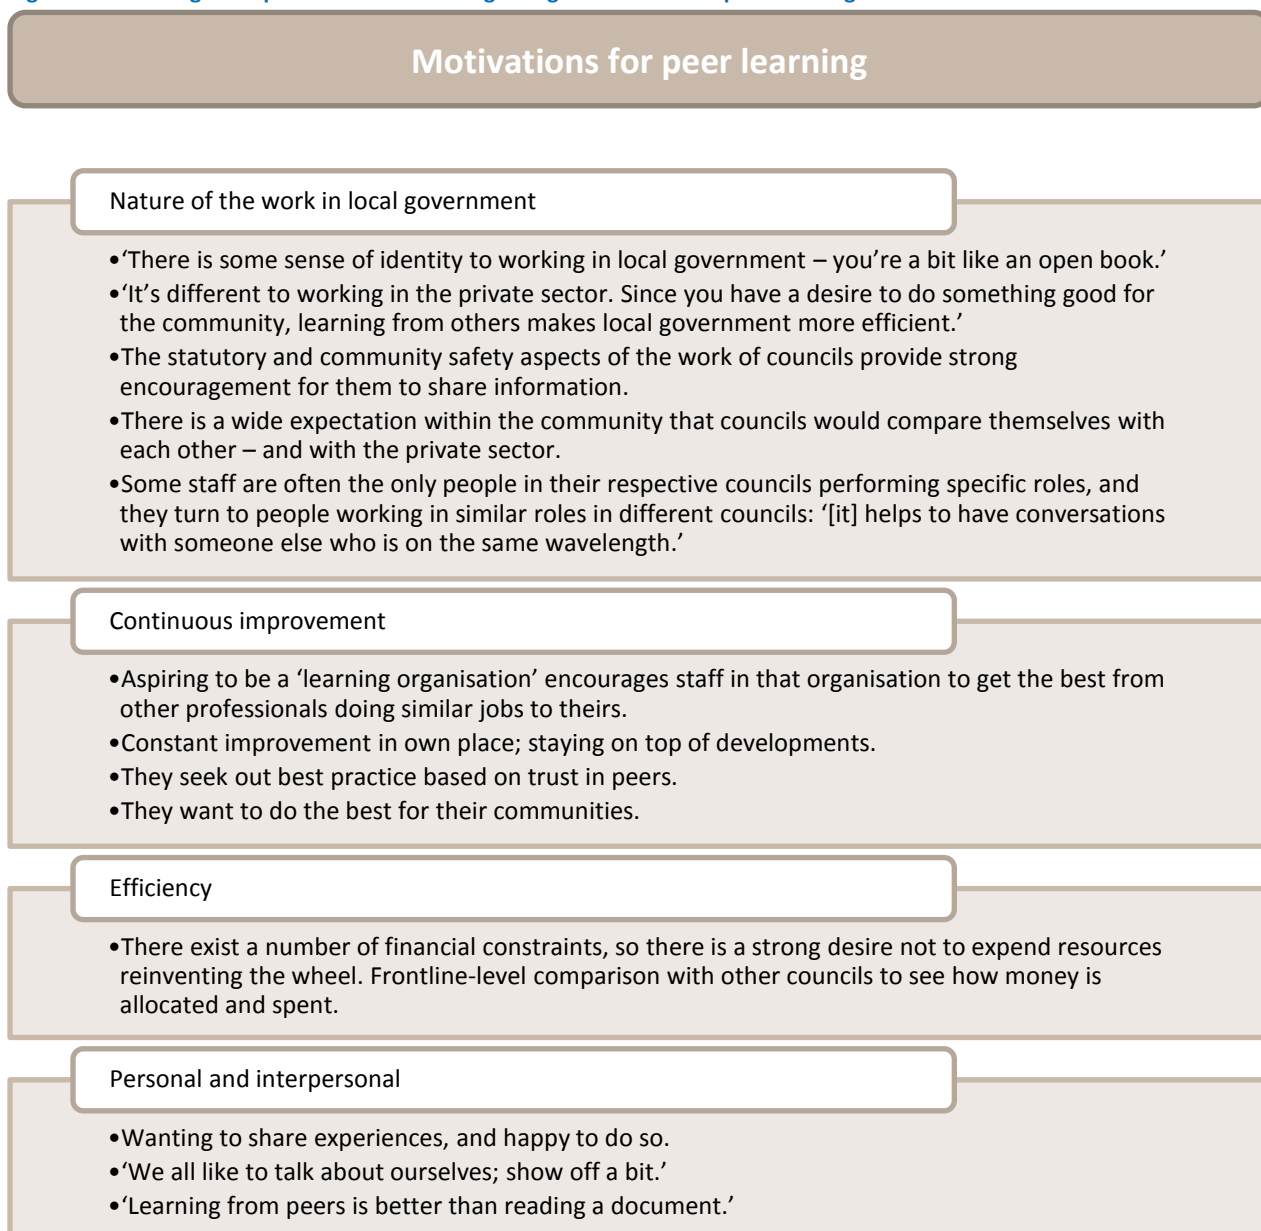 Motivations for peer learning
Nature of the work in local government
•‘There is some sense of identity to working in local government – you’re a bit like an open book.’
•‘It’s different to working in the private sector. Since you have a desire to do something good for
the community, learning from others makes local government more efficient.’
•The statutory and community safety aspects of the work of councils provide strong
encouragement for them to share information.
•There is a wide expectation within the community that councils would compare themselves with
each other – and with the private sector.
•Some staff are often the only people in their respective councils performing specific roles, and
they turn to people working in similar roles in different councils: ‘[it] helps to have conversations
with someone else who is on the same wavelength.’
Continuous improvement
•Aspiring to be a ‘learning organisation’ encourages staff in that organisation to get the best from
other professionals doing similar jobs to theirs.
•Constant improvement in own place; staying on top of developments.
•They seek out best practice based on trust in peers.
•They want to do the best for their communities.
Efficiency
•There exist a number of financial constraints, so there is a strong desire not to expend resources
reinventing the wheel. Frontline-level comparison with other councils to see how money is
allocated and spent.
Personal and interpersonal
•Wanting to share experiences, and happy to do so.
•‘We all like to talk about ourselves; show off a bit.’
•‘Learning from peers is better than reading a document.’